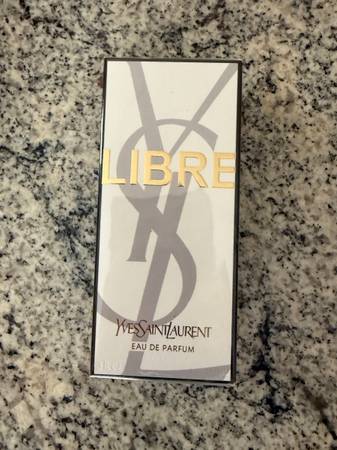 LIBRE
YVESSAINTLAURENT
EAU DE PARFUM